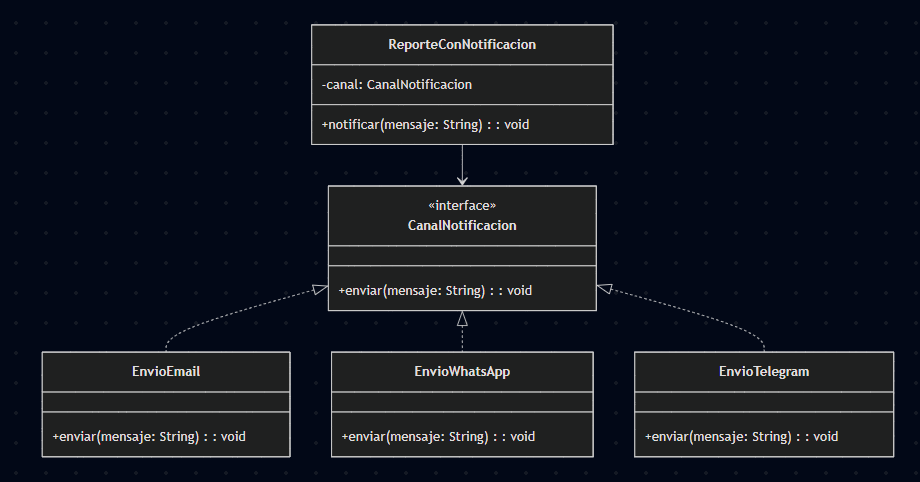 ReporteConNotificacion
-canal: CanalNotificacion
+notificar(mensaje: String) : : void
«interface»
CanalNotificacion
+enviar(mensaje: String) : : void
EnvioEmail
+enviar(mensaje: String) : : void
EnvioWhatsApp
+enviar(mensaje: String) : : void
EnvioTelegram
+enviar(mensaje: String) : : void